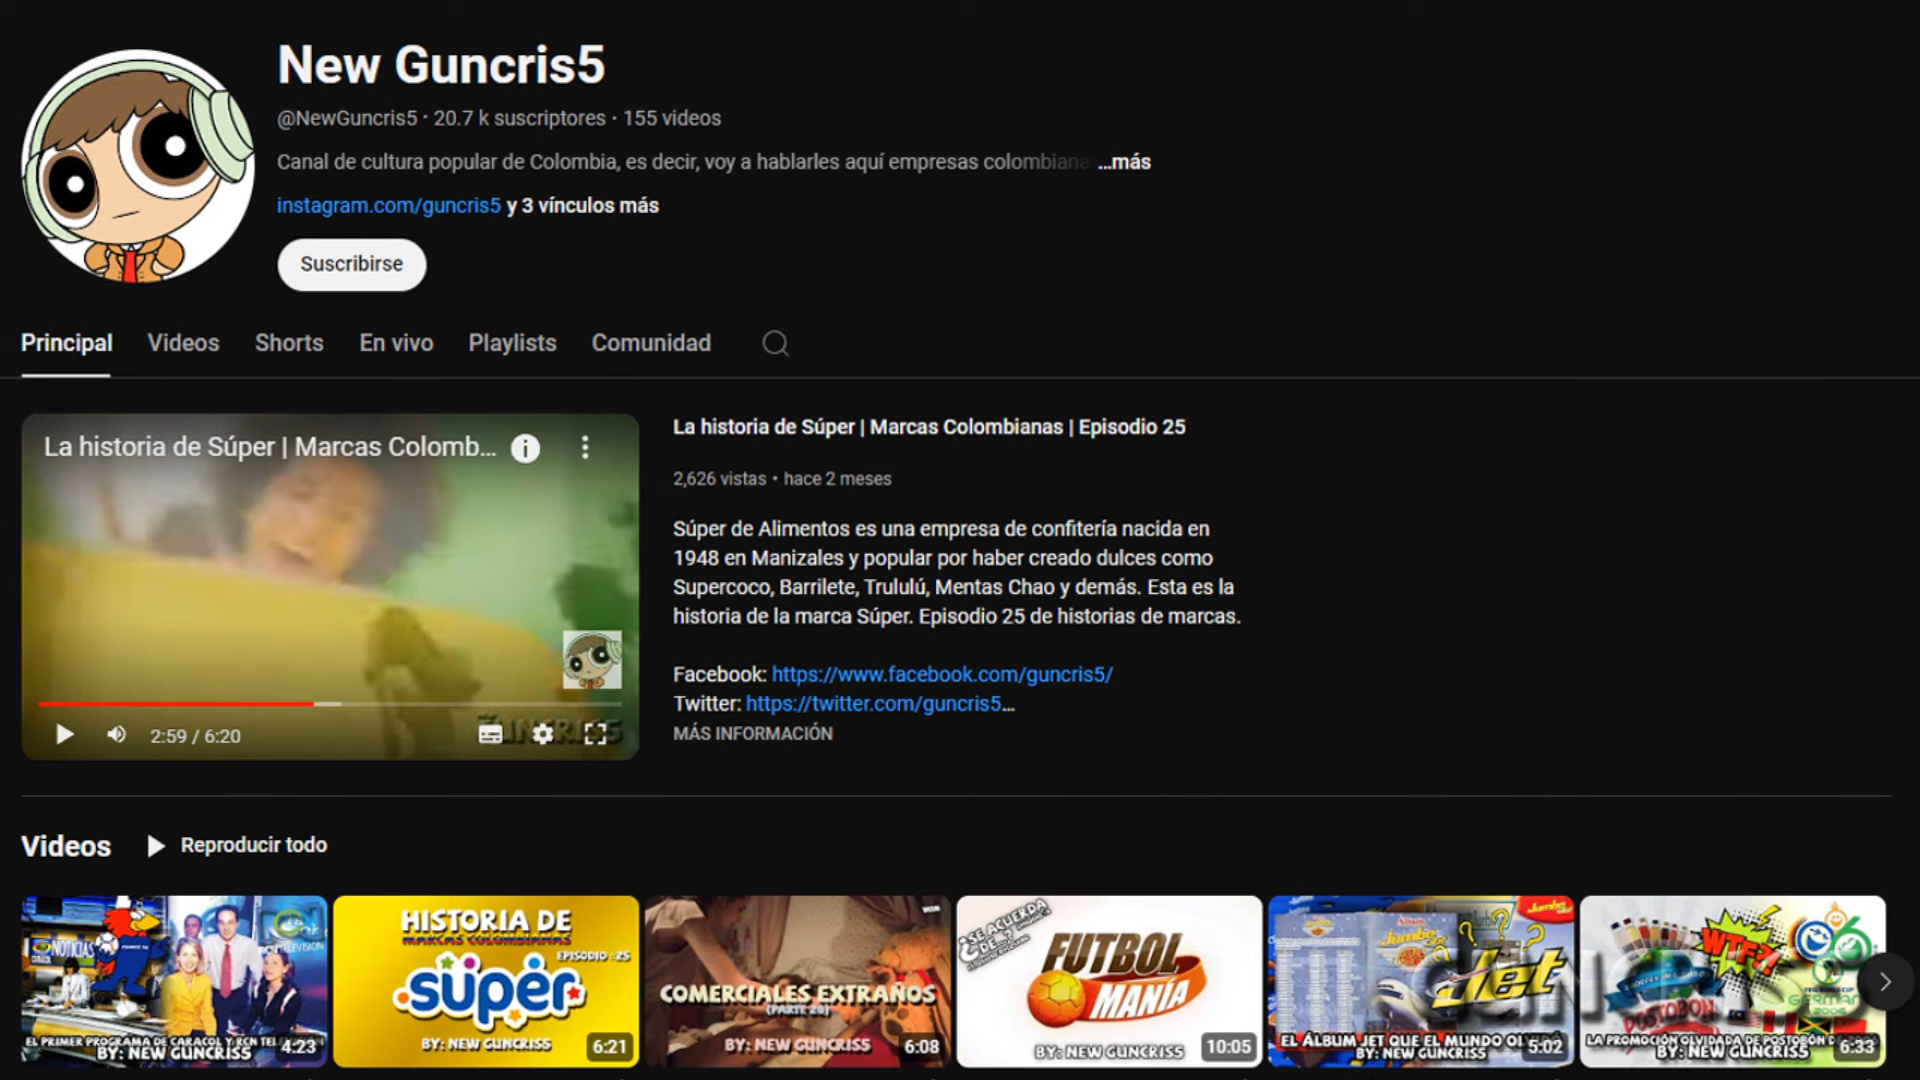 New Guncris5
@NewGuncris5 · 20.7 k suscriptores · 155 videos
Canal de cultura popular de Colombia, es decir, voy a hablarles aquí empresas colombiana ...más
instagram.com/guncris5 y 3 vínculos más
Suscribirse
Principal Videos Shorts En vivo Playlists Comunidad
La historia de Súper | Marcas Colomb...
2:59 / 6:20
La historia de Súper | Marcas Colombianas | Episodio 25
2,626 vistas • hace 2 meses
Súper de Alimentos es una empresa de confitería nacida en
1948 en Manizales y popular por haber creado dulces como
Supercoco, Barrilete, Trululú, Mentas Chao y demás. Esta es la
historia de la marca Súper. Episodio 25 de historias de marcas.
Facebook: https://www.facebook.com/guncris5/
Twitter: https://twitter.com/guncris5...
MÁS INFORMACIÓN
Videos Reproducir todo
NOTICIAS
EL PRIMER PROGRAMA DE CARACOL Y RCN
BY: NEW GUNCRISS
4:23
HISTORIA DE
MARCAS COLOMBIANAS
EPISODIO #25
súper
BY: NEW GUNCRISS
6:21
COMERCIALES EXTRAÑOS
BY: NEW GUNCRISS
6:08
¿SE ACUERDA
DE...?
FUTBOL
MANÍA
BY: NEW GUNCRISS
10:05
Jumbo
Jet
EL ÁLBUM JET QUE EL MUNDO OLVIDÓ
BY: NEW GUNCRISS
5:02
WTF?!
POSTOBÓN
LA PROMOCIÓN OLVIDADA DE POSTOBÓN
BY: NEW GUNCRISS
6:33